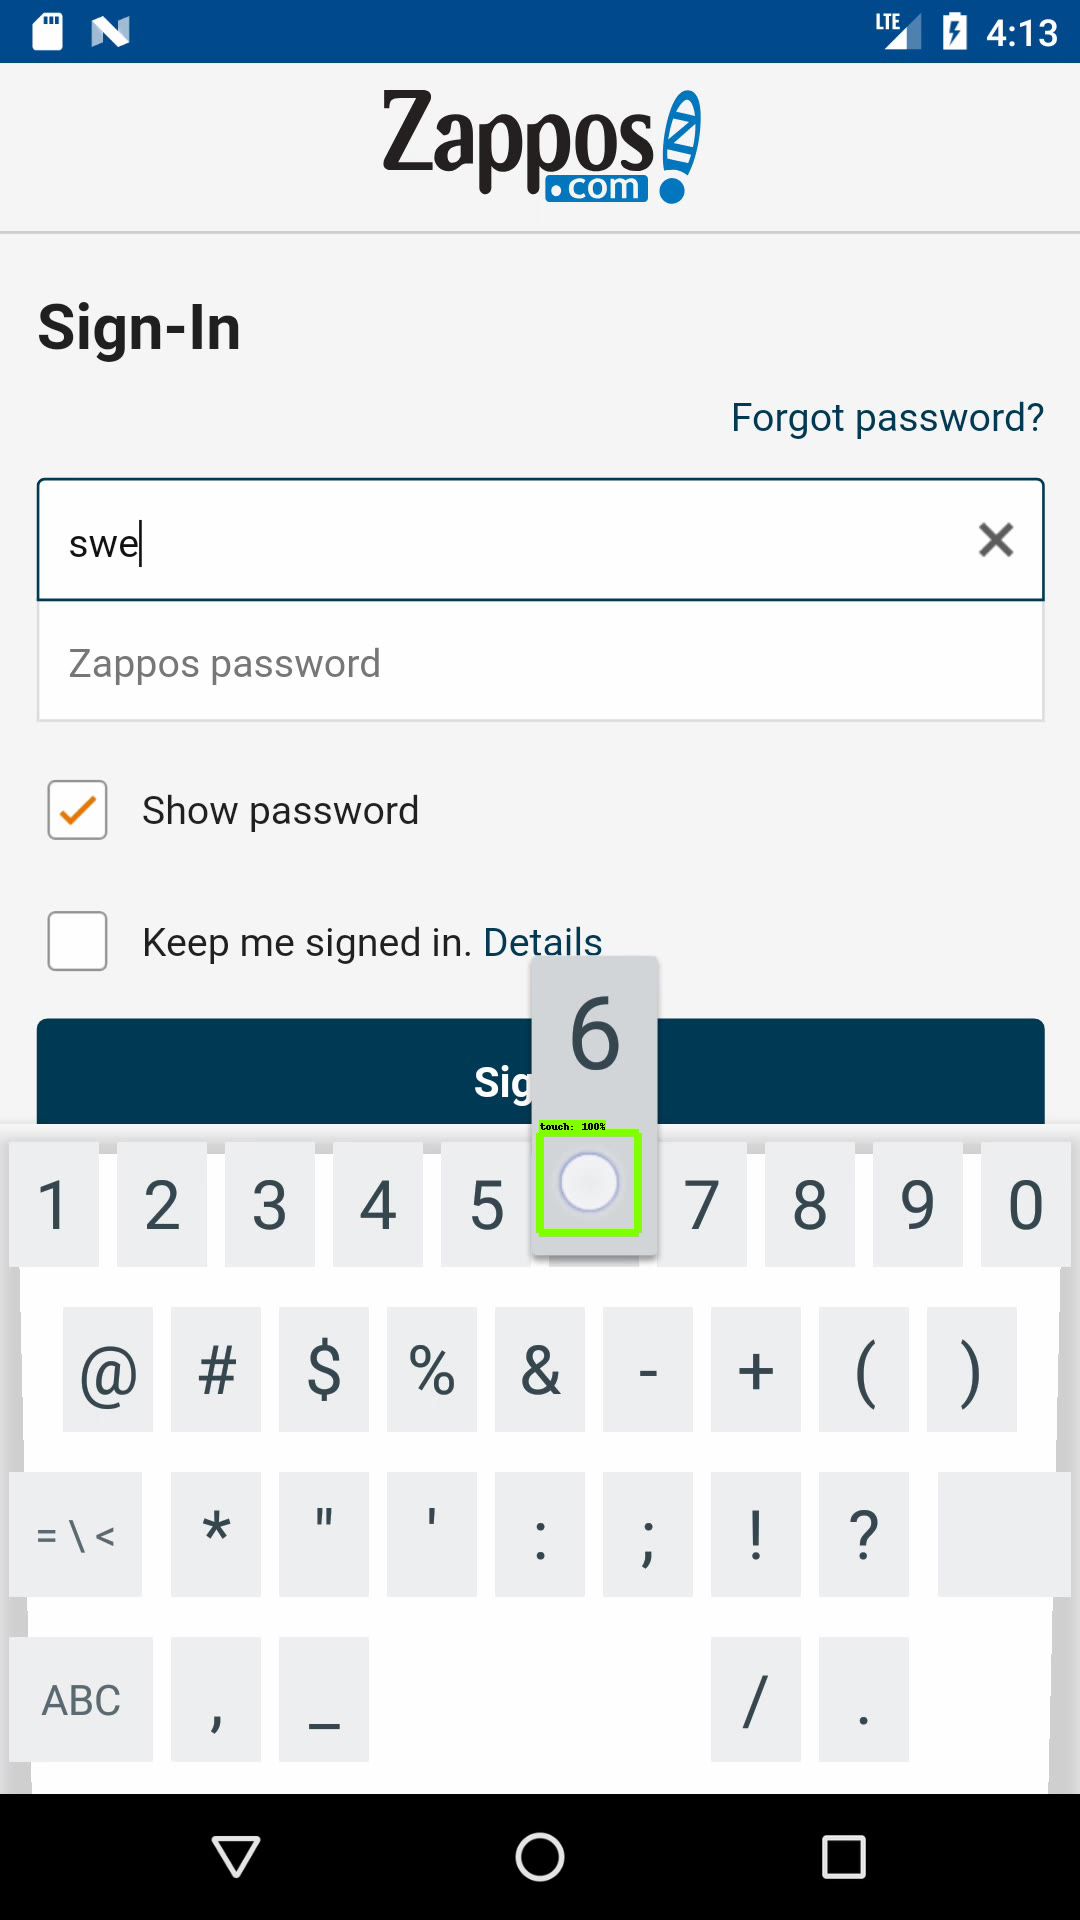 LTE 4:13
Zappos
.com
Sign-In
Forgot password?
swe
Zappos password
Show password
Keep me signed in. Details
6
Sig
touch: 100%
1 2 3 4 5 7 8 9 0
@ # $ % & - + ( )
= \ < * " ' : ; ! ?
ABC , _ / .